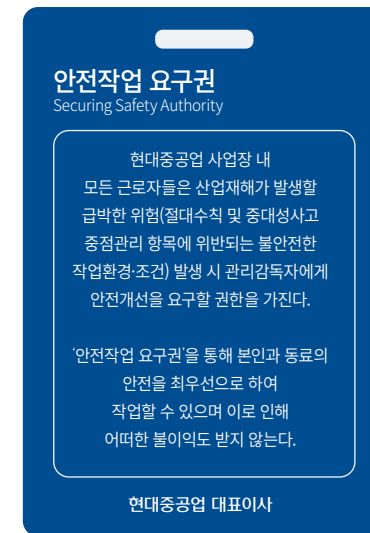 안전작업 요구권
Securing Safety Authority
현대중공업 사업장 내
모든 근로자들은 산업재해가 발생할
급박한 위험(절대수칙 및 중대성사고
중점관리 항목에 위반되는 불안전한
작업환경·조건) 발생 시 관리감독자에게
안전개선을 요구할 권한을 가진다.
‘안전작업 요구권’을 통해 본인과 동료의
안전을 최우선으로 하여
작업할 수 있으며 이로 인해
어떠한 불이익도 받지 않는다.
현대중공업 대표이사